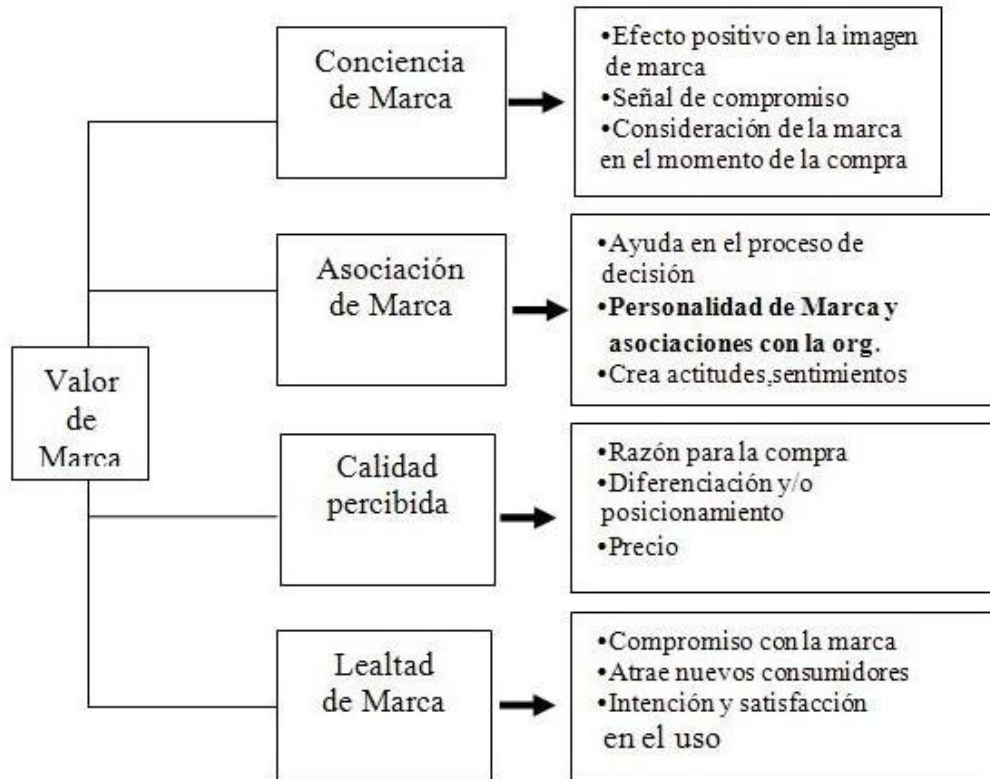 Conciencia
de Marca
•Efecto positivo en la imagen
de marca
•Señal de compromiso
•Consideración de la marca
en el momento de la compra
Asociación
de Marca
•Ayuda en el proceso de
decisión
•Personalidad de Marca y
asociaciones con la org.
•Crea actitudes,sentimientos
Valor
de
Marca
Calidad
percibida
•Razón para la compra
•Diferenciación y/o
posicionamiento
•Precio
Lealtad
de Marca
•Compromiso con la marca
•Atrae nuevos consumidores
•Intención y satisfacción
en el uso